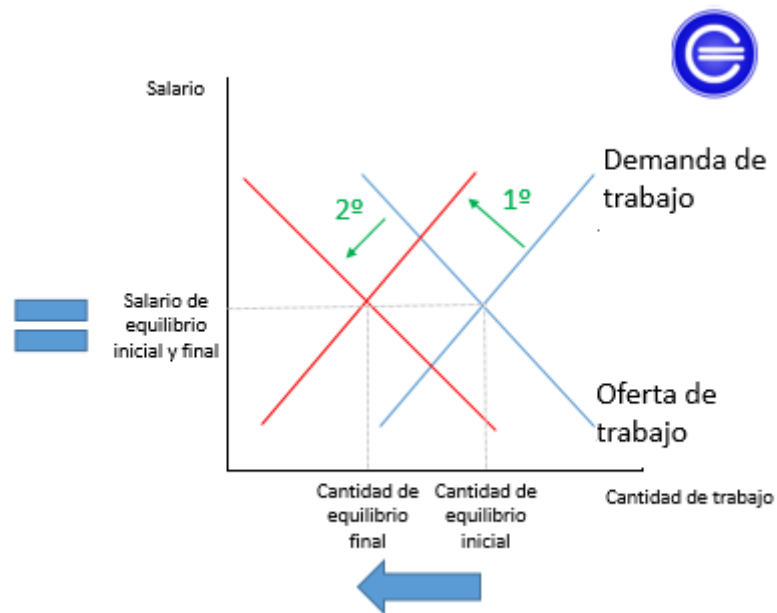 Salario
Demanda de
trabajo
.
1º
2º
Salario de
equilibrio
inicial y final
Oferta de
trabajo
Cantidad de
equilibrio
final
Cantidad de
equilibrio
inicial
Cantidad de trabajo